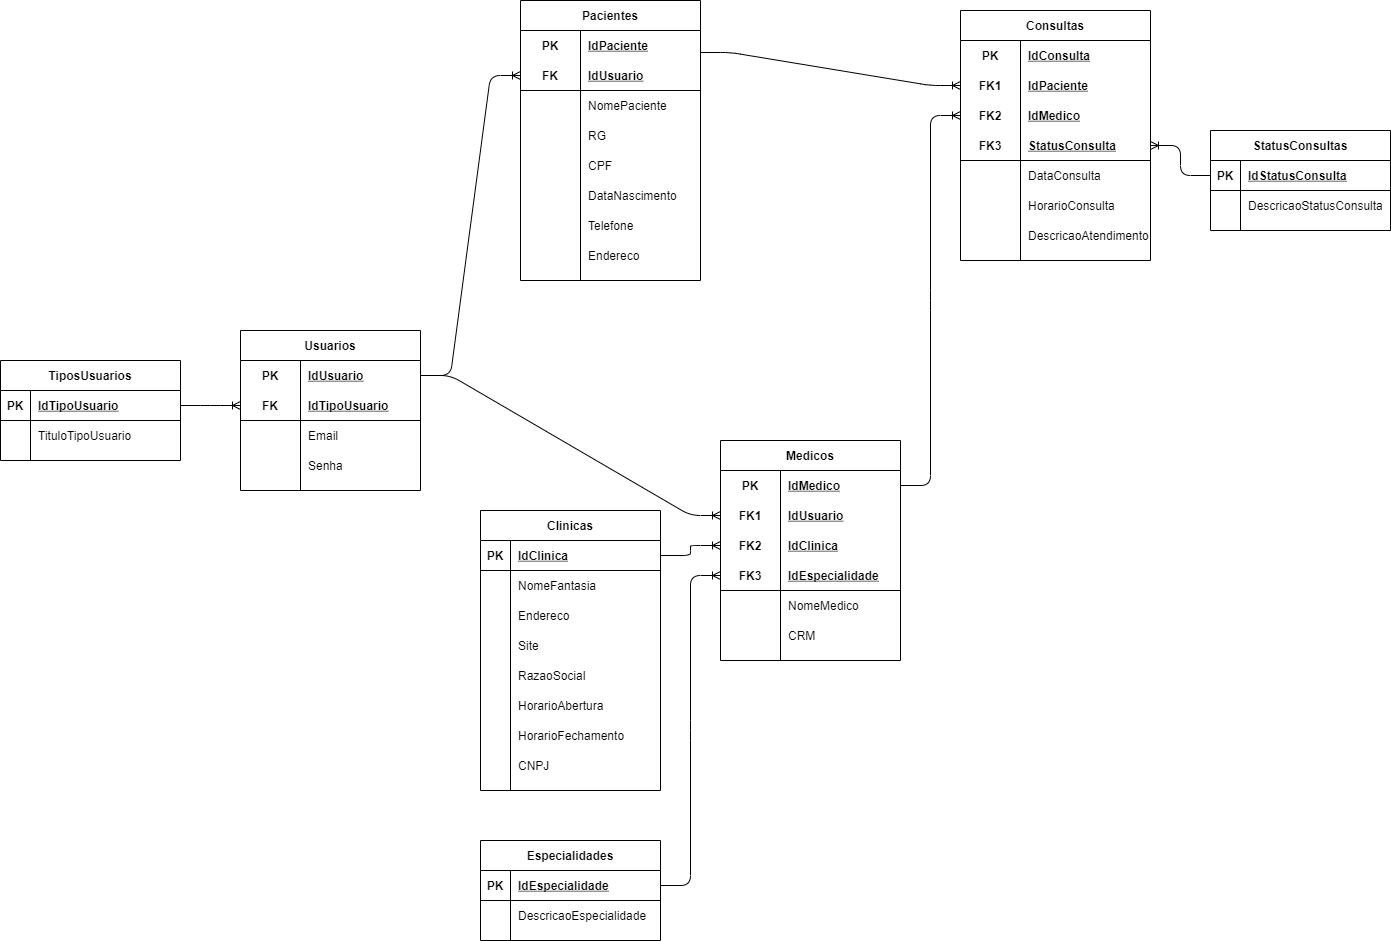 Pacientes
PK IdPaciente
FK IdUsuario
NomePaciente
RG
CPF
DataNascimento
Telefone
Endereco
Consultas
PK IdConsulta
FK1 IdPaciente
FK2 IdMedico
FK3 StatusConsulta
DataConsulta
HorarioConsulta
DescricaoAtendimento
StatusConsultas
PK IdStatusConsulta
DescricaoStatusConsulta
TiposUsuarios
PK IdTipoUsuario
TituloTipoUsuario
Usuarios
PK IdUsuario
FK IdTipoUsuario
Email
Senha
Medicos
PK IdMedico
FK1 IdUsuario
FK2 IdClinica
FK3 IdEspecialidade
NomeMedico
CRM
Clinicas
PK IdClinica
NomeFantasia
Endereco
Site
RazaoSocial
HorarioAbertura
HorarioFechamento
CNPJ
Especialidades
PK IdEspecialidade
DescricaoEspecialidade